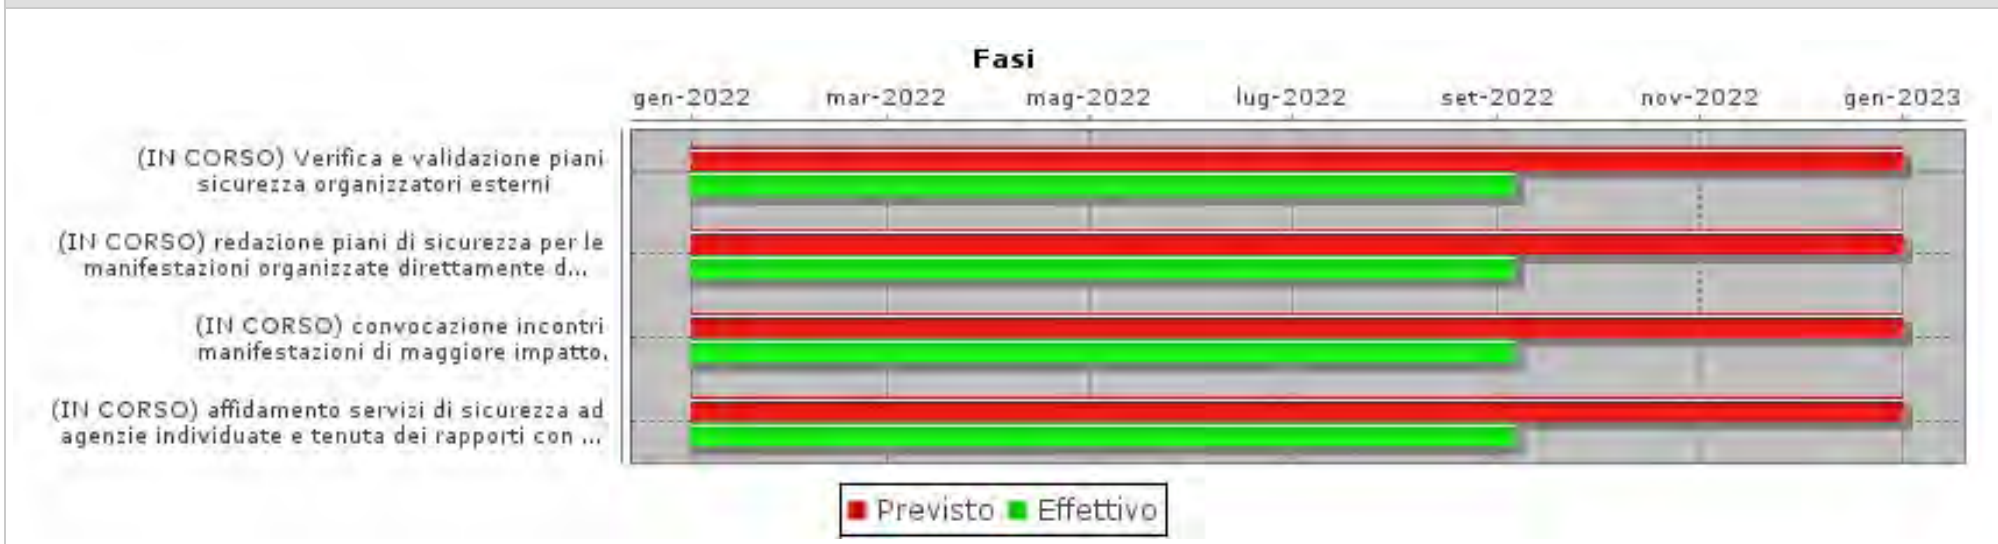 Fasi
gen-2022 mar-2022 mag-2022 lug-2022 set-2022 nov-2022 gen-2023
(IN CORSO) Verifica e validazione piani
sicurezza organizzatori esterni
(IN CORSO) redazione piani di sicurezza per le
manifestazioni organizzate direttamente d...
(IN CORSO) convocazione incontri
manifestazioni di maggiore impatto.
(IN CORSO) affidamento servizi di sicurezza ad
agenzie individuate e tenuta dei rapporti con ...
Previsto Effettivo